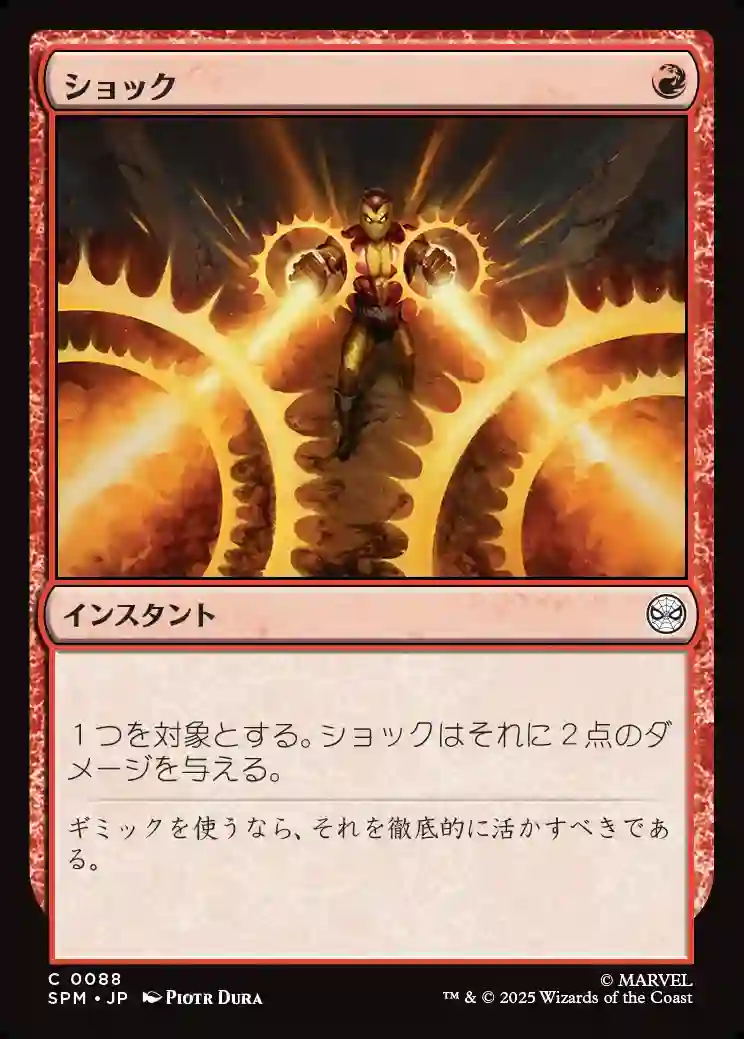 ショック
インスタント
１つを対象とする。ショックはそれに２点のダ
メージを与える。
ギミックを使うなら、それを徹底的に活かすべきであ
る。
C 0088
SPM • JP Piotr Dura
© MARVEL
™ & © 2025 Wizards of the Coast